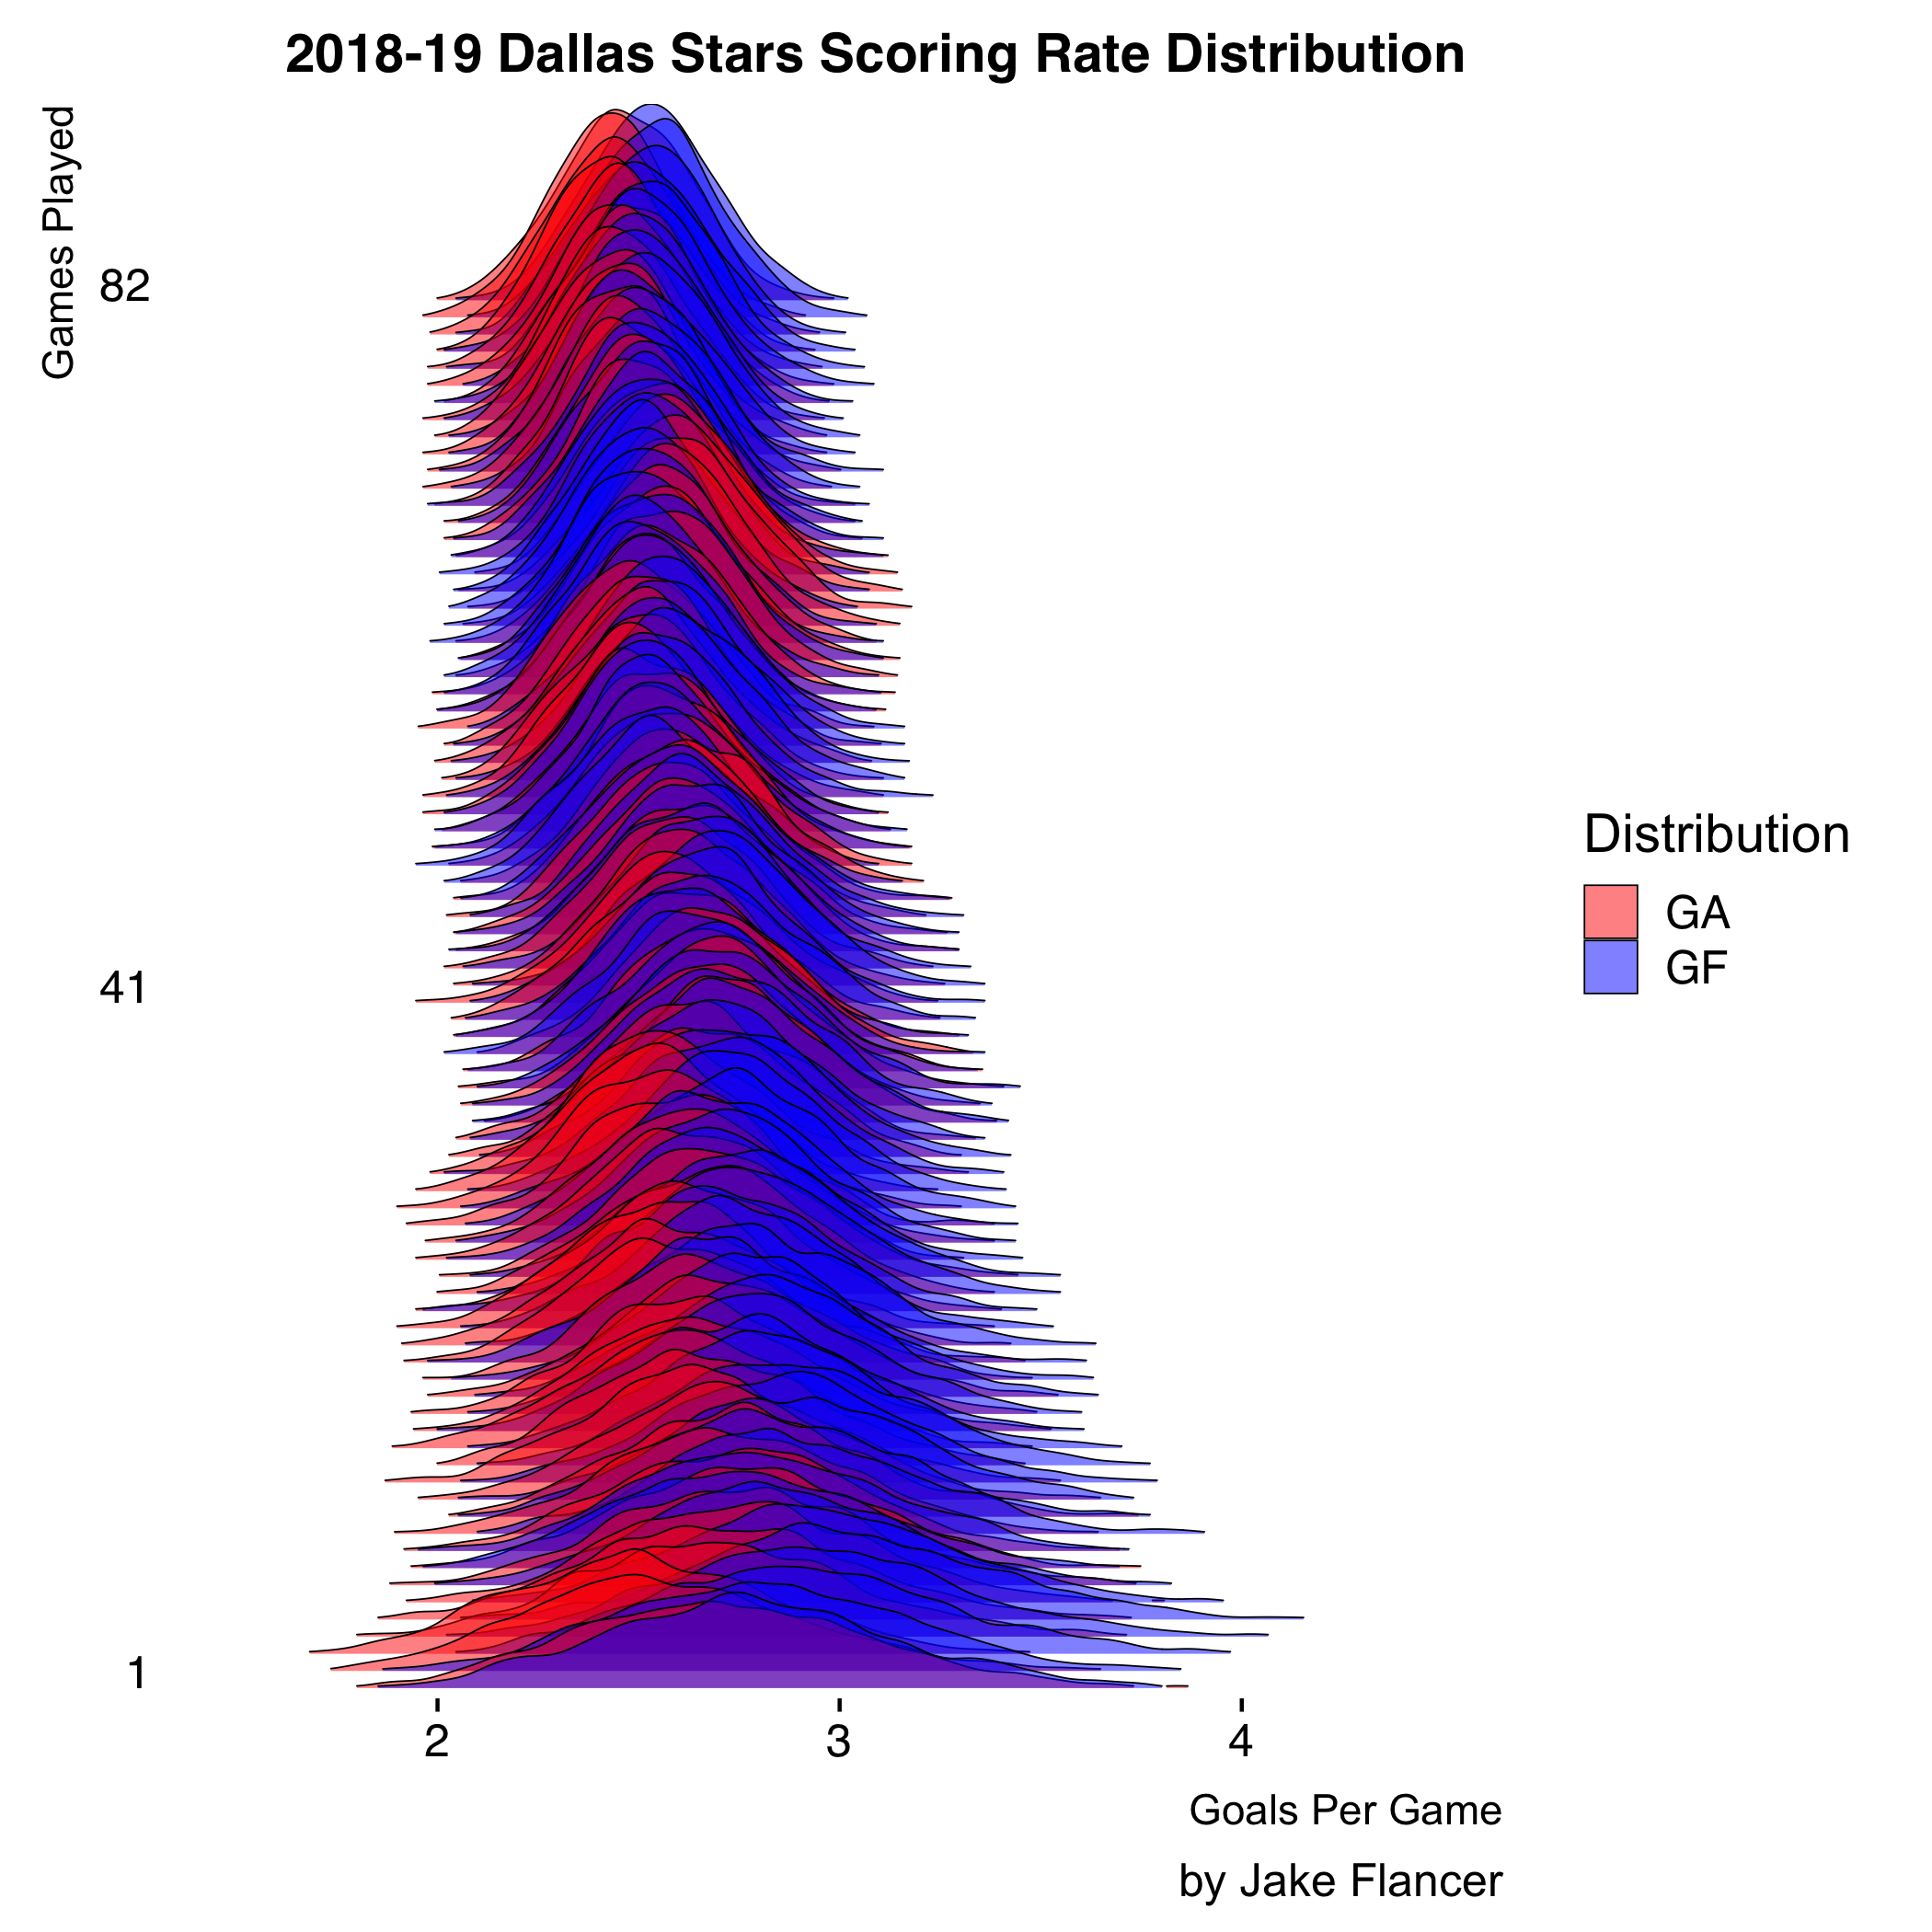 2018-19 Dallas Stars Scoring Rate Distribution
Games Played
82
41
1
2
3
4
Goals Per Game
by Jake Flancer
Distribution
GA
GF